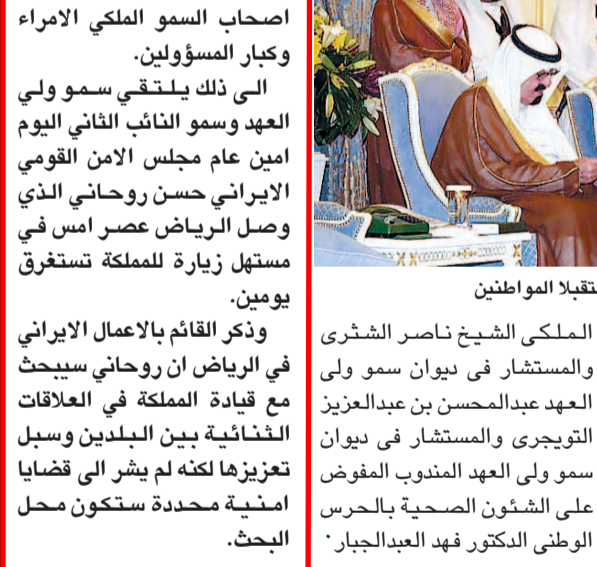 تقبلا المواطنين
الملكى الشيخ ناصر الشثرى
والمستشار فى ديوان سمو ولى
العهد عبدالمحسن بن عبدالعزيز
التويجرى والمستشار فى ديوان
سمو ولى العهد المندوب المفوض
على الشئون الصحية بالحرس
الوطنى الدكتور فهد العبدالجبار٠
اصحاب السمو الملكي الامراء
وكبار المسؤولين.
الى ذلك يلتقي سمو ولي
العهد وسمو النائب الثاني اليوم
امين عام مجلس الامن القومي
الايراني حسن روحاني الذي
وصل الرياض عصر امس في
مستهل زيارة للمملكة تستغرق
يومين.
وذكر القائم بالاعمال الايراني
في الرياض ان روحاني سيبحث
مع قيادة المملكة في العلاقات
الثنائية بين البلدين وسبل
تعزيزها لكنه لم يشر الى قضايا
امنية محددة ستكون محل
البحث.